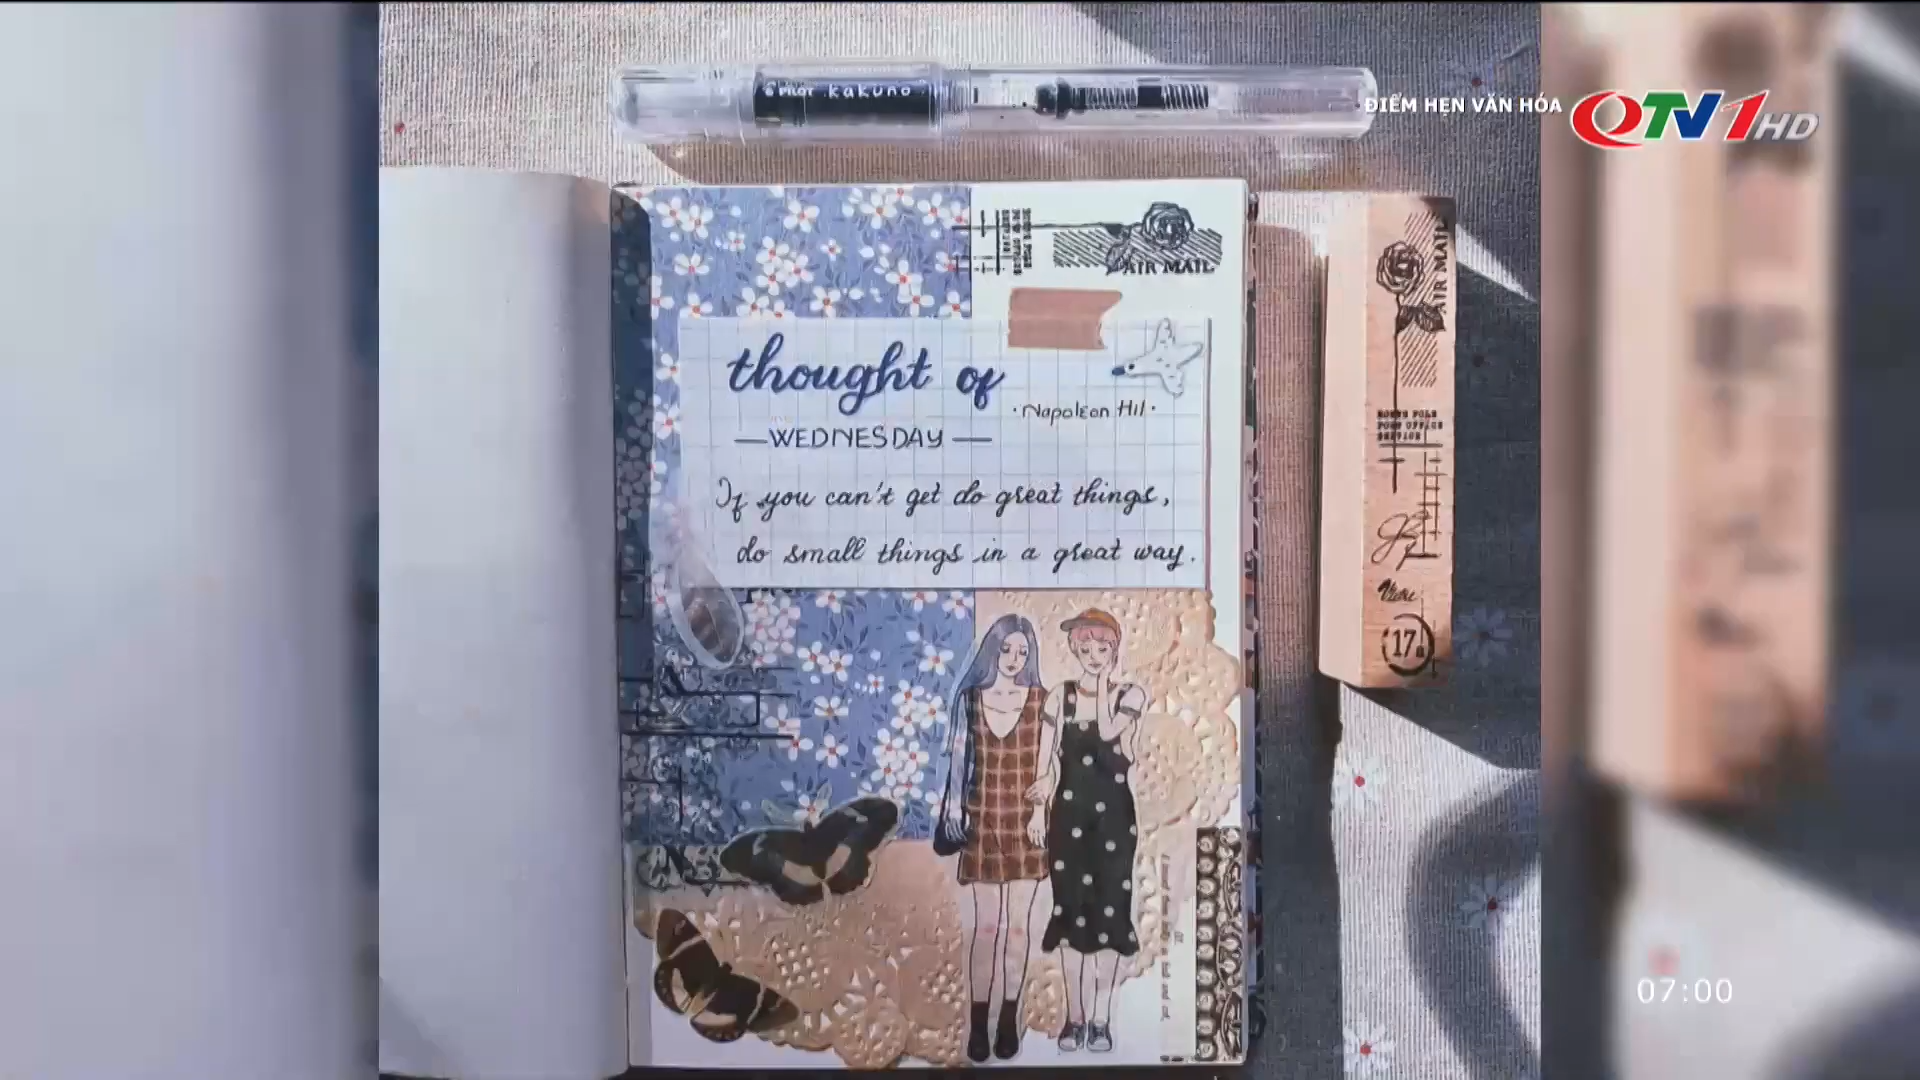 PILOT kakuno
ĐIỂM HẸN VĂN HÓA
QTV1HD
AIR MAIL
thought of
·Napoleon Hil·
—WEDNESDAY—
If you can't get do great things,
do small things in a great way.
AIR MAIL
17
07:00